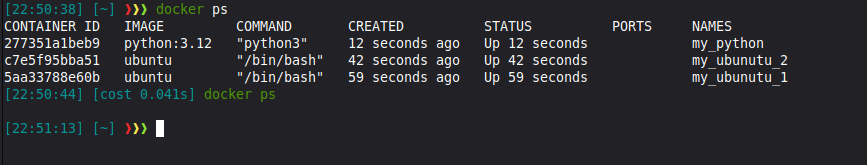 [22:50:38] [~] ❯❯❯ docker ps
CONTAINER ID   IMAGE         COMMAND       CREATED          STATUS          PORTS     NAMES
277351a1beb9   python:3.12   "python3"     12 seconds ago   Up 12 seconds             my_python
c7e5f95bba51   ubuntu        "/bin/bash"   42 seconds ago   Up 42 seconds             my_ubunutu_2
5aa33788e60b   ubuntu        "/bin/bash"   59 seconds ago   Up 59 seconds             my_ubunutu_1
[22:50:44] [cost 0.041s] docker ps
[22:51:13] [~] ❯❯❯